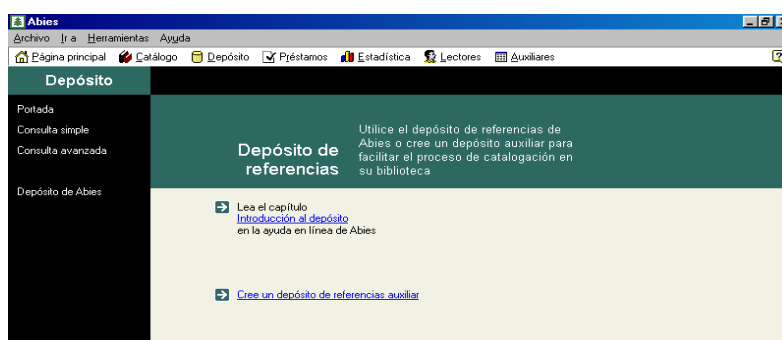 Abies
Archivo Ir a Herramientas Ayuda
Página principal Catálogo Depósito Préstamos Estadística Lectores Auxiliares
Depósito
Portada
Consulta simple
Consulta avanzada
Depósito de Abies
Depósito de
referencias
Utilice el depósito de referencias de
Abies o cree un depósito auxiliar para
facilitar el proceso de catalogación en
su biblioteca
Lea el capítulo
Introducción al depósito
en la ayuda en línea de Abies
Cree un depósito de referencias auxiliar